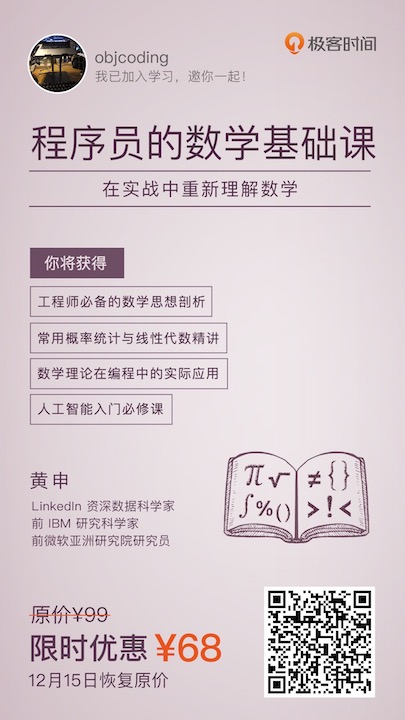 objcoding
我已加入学习，邀你一起！
极客时间
程序员的数学基础课
在实战中重新理解数学
你将获得
工程师必备的数学思想剖析
常用概率统计与线性代数精讲
数学理论在编程中的实际应用
人工智能入门必修课
黄申
LinkedIn 资深数据科学家
前 IBM 研究科学家
前微软亚洲研究院研究员
π√ ≠{}
∫%() >!<
原价¥99
限时优惠 ¥68
12月15日恢复原价